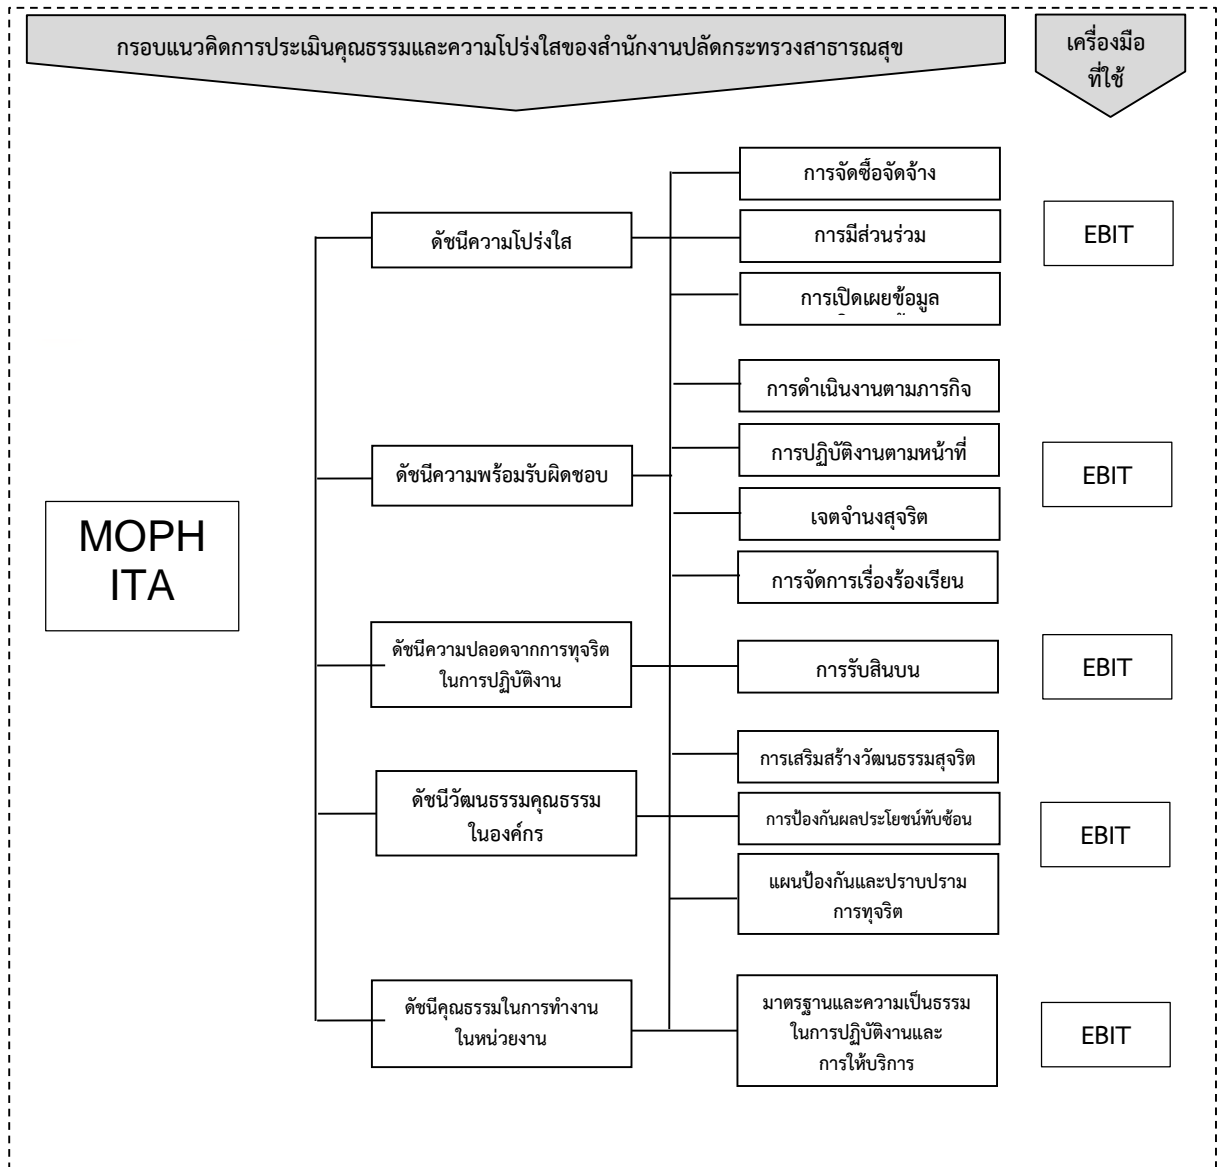 กรอบแนวคิดการประเมินคุณธรรมและความโปร่งใสของสำนักงานปลัดกระทรวงสาธารณสุข
เครื่องมือ
ที่ใช้
MOPH
ITA
ดัชนีความโปร่งใส
การจัดซื้อจัดจ้าง
การมีส่วนร่วม
การเปิดเผยข้อมูล
EBIT
ดัชนีความพร้อมรับผิดชอบ
การดำเนินงานตามภารกิจ
การปฏิบัติงานตามหน้าที่
เจตจำนงสุจริต
การจัดการเรื่องร้องเรียน
EBIT
ดัชนีความปลอดจากการทุจริต
ในการปฏิบัติงาน
การรับสินบน
EBIT
ดัชนีวัฒนธรรมคุณธรรม
ในองค์กร
การเสริมสร้างวัฒนธรรมสุจริต
การป้องกันผลประโยชน์ทับซ้อน
แผนป้องกันและปราบปราม
การทุจริต
EBIT
ดัชนีคุณธรรมในการทำงาน
ในหน่วยงาน
มาตรฐานและความเป็นธรรม
ในการปฏิบัติงานและ
การให้บริการ
EBIT